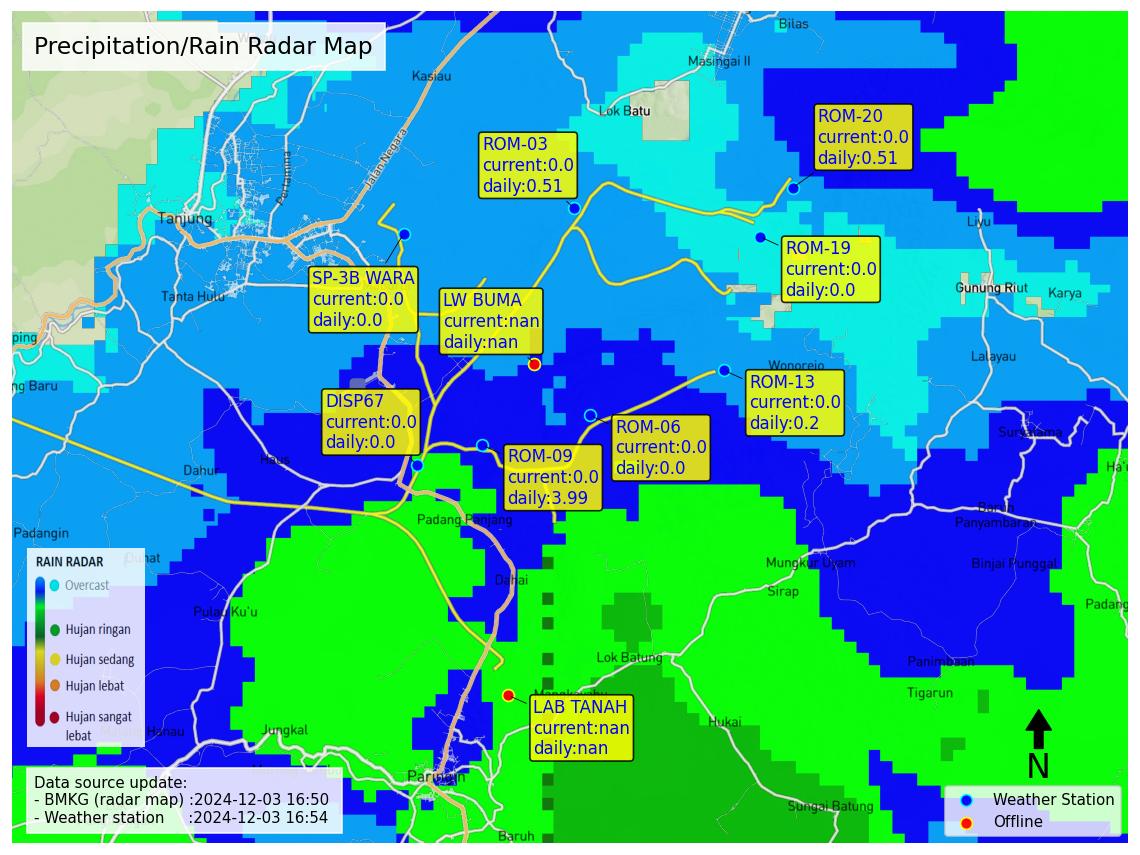 Precipitation/Rain Radar Map
Bilas
Masingai II
Kasiau
Lok Batu
Jalan Negara
Pertamina
Tanjung
Tanta Hulu
Liyu
Gunung Riut
Karya
Lalayau
Wonorejo
Suryatama
ping
ng Baru
Dahur
Haus
Padangin
Padang Panjang
Dahai
Barun
Panyambaran
Mungkur Uyam
Binjai Punggal
Sirap
Padang
Pulau Ku'u
Lok Batung
Panimbaan
Tigarun
Hukai
Jungkal
Hanau
Sungai Batung
Baruh
ROM-20
current:0.0
daily:0.51
ROM-03
current:0.0
daily:0.51
ROM-19
current:0.0
daily:0.0
SP-3B WARA
current:0.0
daily:0.0
LW BUMA
current:nan
daily:nan
ROM-13
current:0.0
daily:0.2
DISP67
current:0.0
daily:0.0
ROM-06
current:0.0
daily:0.0
ROM-09
current:0.0
daily:3.99
LAB TANAH
current:nan
daily:nan
RAIN RADAR
Overcast
Hujan ringan
Hujan sedang
Hujan lebat
Hujan sangat
lebat
Data source update:
- BMKG (radar map) :2024-12-03 16:50
- Weather station :2024-12-03 16:54
N
Weather Station
Offline